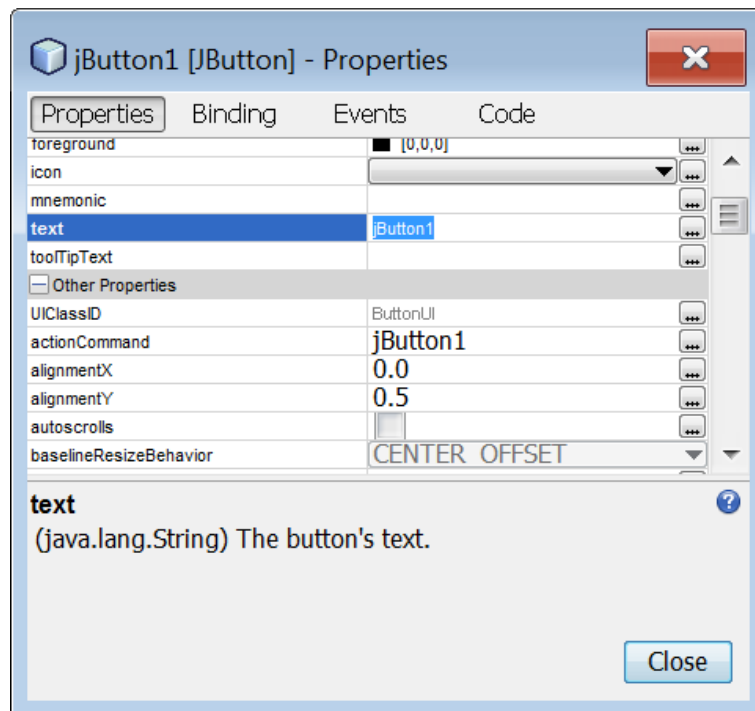 jButton1 [JButton] - Properties
Properties Binding Events Code
foreground [0,0,0] ...
icon ...
mnemonic ...
text jButton1 ...
toolTipText ...
Other Properties
UIClassID ButtonUI ...
actionCommand jButton1 ...
alignmentX 0.0 ...
alignmentY 0.5 ...
autoscrolls ...
baselineResizeBehavior CENTER_OFFSET
text
(java.lang.String) The button's text.
Close